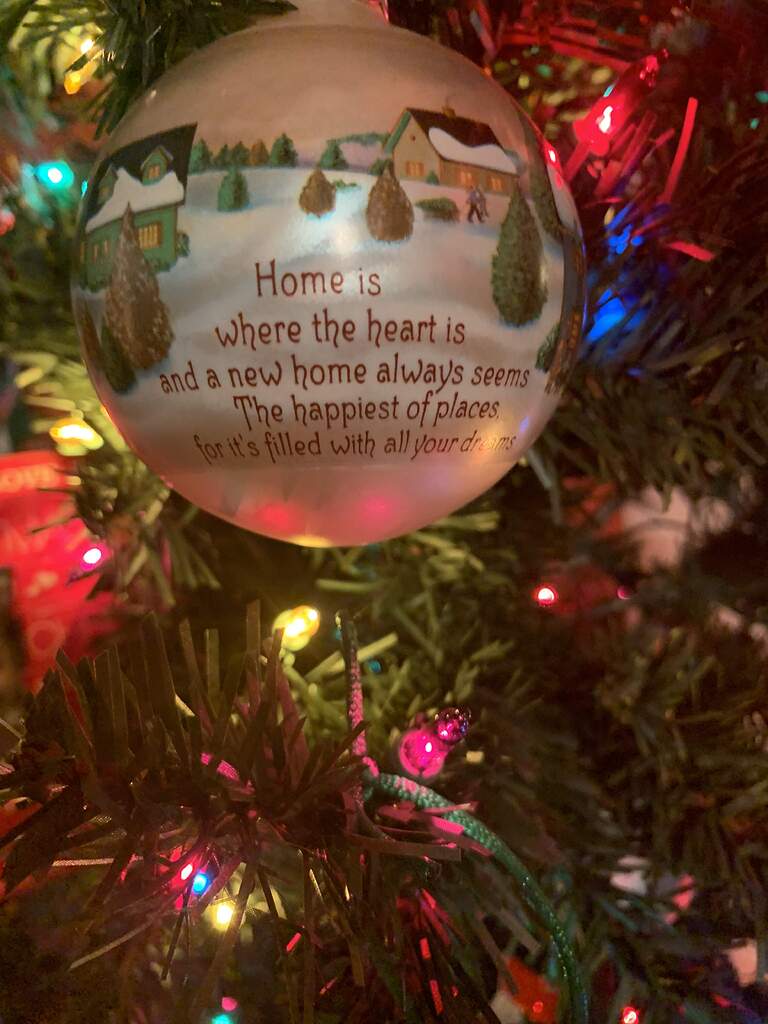 Home is
where the heart is
and a new home always seems
The happiest of places,
for it's filled with all your dreams